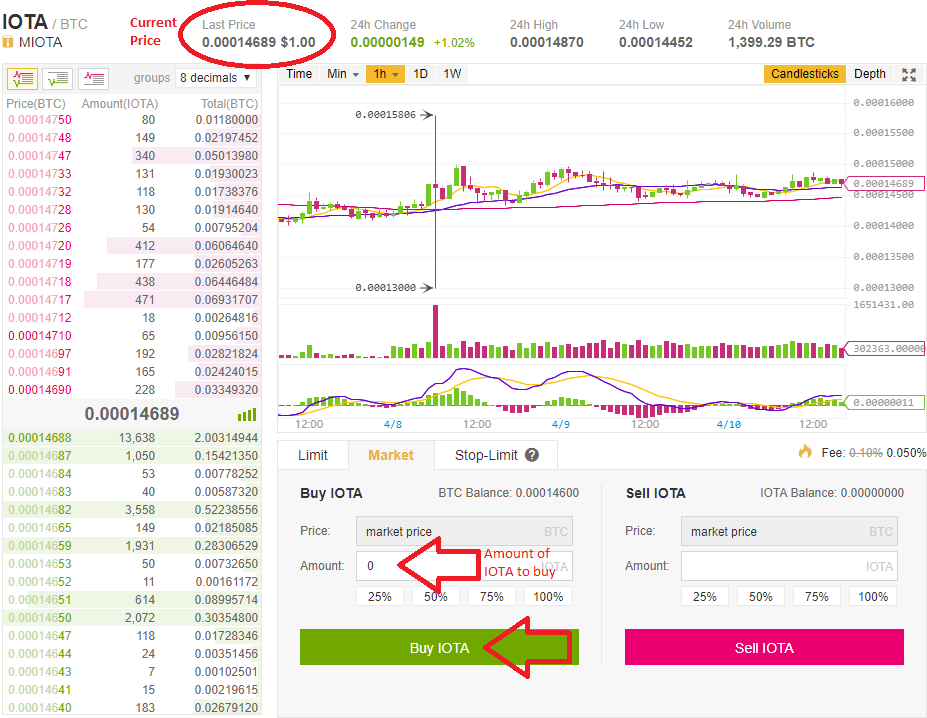 IOTA / BTC
MIOTA
Current
Price
Last Price
0.00014689 $1.00
24h Change
0.00000149 +1.02%
24h High
0.00014870
24h Low
0.00014452
24h Volume
1,399.29 BTC
groups 8 decimals ▼
Price(BTC) Amount(IOTA) Total(BTC)
0.00014750 80 0.01180000
0.00014748 149 0.02197452
0.00014747 340 0.05013980
0.00014733 131 0.01930023
0.00014732 118 0.01738376
0.00014728 130 0.01914640
0.00014726 54 0.00795204
0.00014720 412 0.06064640
0.00014719 177 0.02605263
0.00014718 438 0.06446484
0.00014717 471 0.06931707
0.00014712 18 0.00264816
0.00014710 65 0.00956150
0.00014697 192 0.02821824
0.00014691 165 0.02424015
0.00014690 228 0.03349320
0.00014689
0.00014688 13,638 2.00314944
0.00014687 1,050 0.15421350
0.00014684 53 0.00778252
0.00014683 40 0.00587320
0.00014682 3,558 0.52238556
0.00014665 149 0.02185085
0.00014659 1,931 0.28306529
0.00014653 50 0.00732650
0.00014652 11 0.00161172
0.00014651 614 0.08995714
0.00014650 2,072 0.30354800
0.00014647 118 0.01728346
0.00014644 24 0.00351456
0.00014643 7 0.00102501
0.00014641 15 0.00219615
0.00014640 183 0.02679120
Time Min 1h 1D 1W Candlesticks Depth
0.00015806
0.00013000
0.00016000
0.00015500
0.00015000
0.00014689
0.00014500
0.00014000
0.00013500
0.00013000
1651431.00
302363.00000
0.00000011
12:00 4/8 12:00 4/9 12:00 4/10 12:00
Limit Market Stop-Limit ?
Fee: 0.10% 0.050%
Buy IOTA BTC Balance: 0.00014600
Price: market price BTC
Amount: 0 IOTA
Amount of
IOTA to buy
25% 50% 75% 100%
Buy IOTA
Sell IOTA IOTA Balance: 0.00000000
Price: market price BTC
Amount: IOTA
25% 50% 75% 100%
Sell IOTA